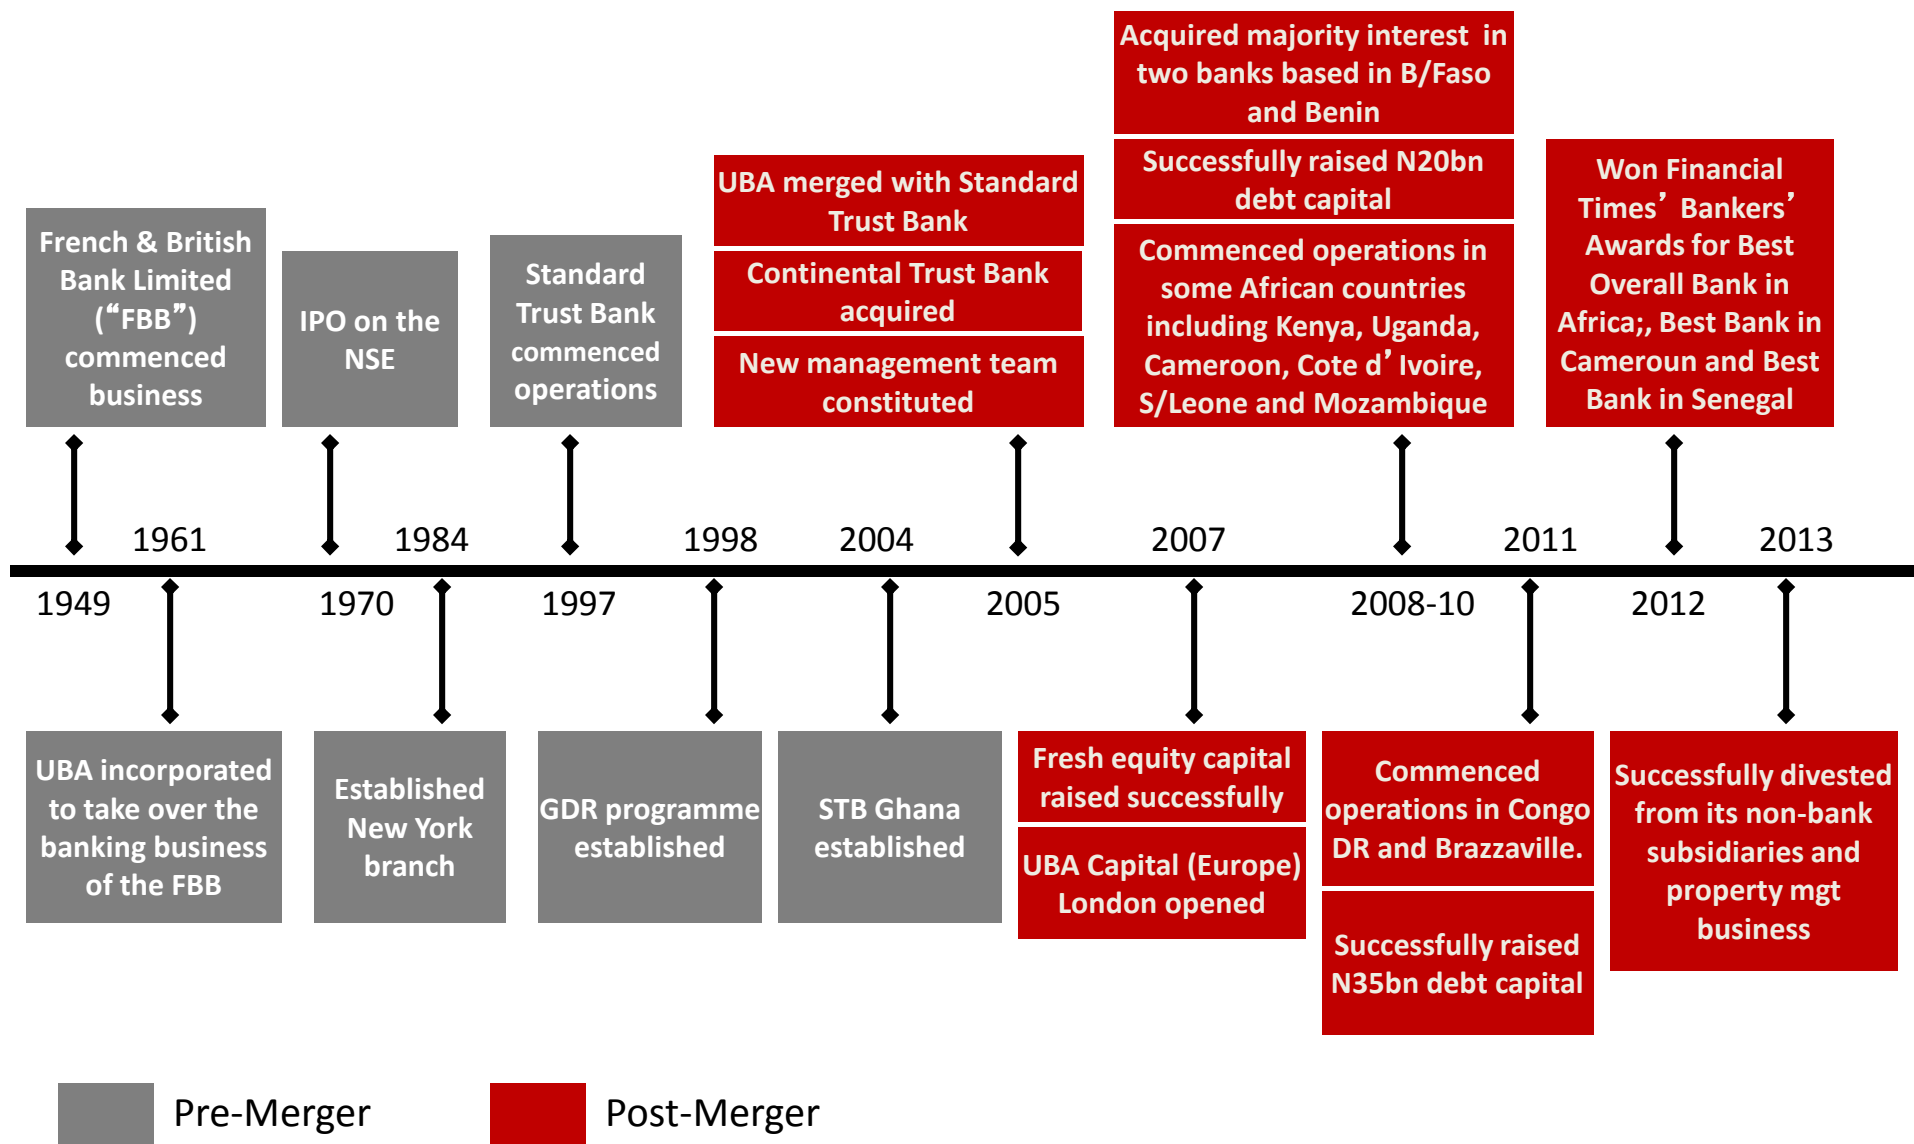 French & British
Bank Limited
(“FBB”)
commenced
business
IPO on the
NSE
Standard
Trust Bank
commenced
operations
UBA merged with Standard
Trust Bank
Continental Trust Bank
acquired
New management team
constituted
Acquired majority interest in
two banks based in B/Faso
and Benin
Successfully raised N20bn
debt capital
Commenced operations in
some African countries
including Kenya, Uganda,
Cameroon, Cote d’ Ivoire,
S/Leone and Mozambique
Won Financial
Times’ Bankers’
Awards for Best
Overall Bank in
Africa;, Best Bank in
Cameroun and Best
Bank in Senegal
1961
1984
1998
2004
2007
2011
2013
1949
1970
1997
2005
2008-10
2012
UBA incorporated
to take over the
banking business
of the FBB
Established
New York
branch
GDR programme
established
STB Ghana
established
Fresh equity capital
raised successfully
UBA Capital (Europe)
London opened
Commenced
operations in Congo
DR and Brazzaville.
Successfully raised
N35bn debt capital
Successfully divested
from its non-bank
subsidiaries and
property mgt
business
Pre-Merger
Post-Merger